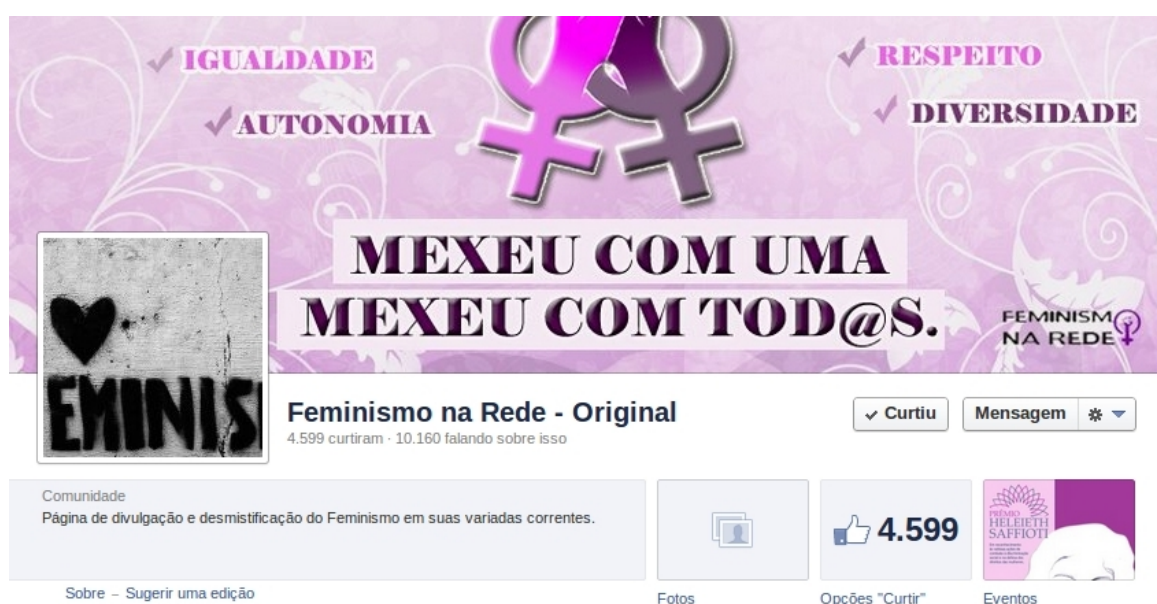 IGUALDADE
RESPEITO
AUTONOMIA
DIVERSIDADE
MEXEU COM UMA
MEXEU COM TOD@S.
FEMINISMO
NA REDE
EMINIS
Feminismo na Rede - Original
4.599 curtiram · 10.160 falando sobre isso
Curtiu
Mensagem
Comunidade
Página de divulgação e desmistificação do Feminismo em suas variadas correntes.
4.599
PRÊMIO
HELEIETH
SAFFIOTI
Sobre – Sugerir uma edição
Fotos
Opções "Curtir"
Eventos